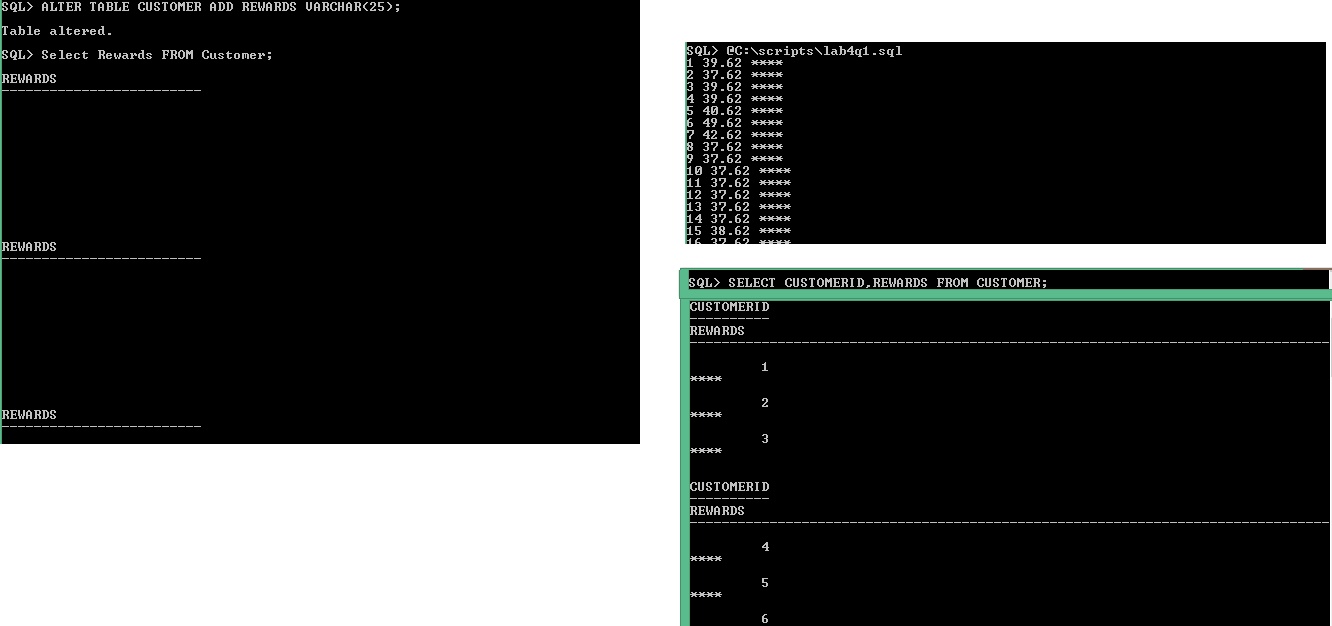 SQL> ALTER TABLE CUSTOMER ADD REWARDS VARCHAR(25);
Table altered.
SQL> Select Rewards FROM Customer;
REWARDS
-------------------------
REWARDS
-------------------------
REWARDS
-------------------------
SQL> @C:\scripts\lab4q1.sql
1 39.62 ****
2 37.62 ****
3 39.62 ****
4 39.62 ****
5 40.62 ****
6 49.62 ****
7 42.62 ****
8 37.62 ****
9 37.62 ****
10 37.62 ****
11 37.62 ****
12 37.62 ****
13 37.62 ****
14 37.62 ****
15 38.62 ****
16 37.62 ****
SQL> SELECT CUSTOMERID,REWARDS FROM CUSTOMER;
CUSTOMERID
----------
REWARDS
--------------------------------------------------------------------------------
1
****
2
****
3
****
CUSTOMERID
----------
REWARDS
--------------------------------------------------------------------------------
4
****
5
****
6